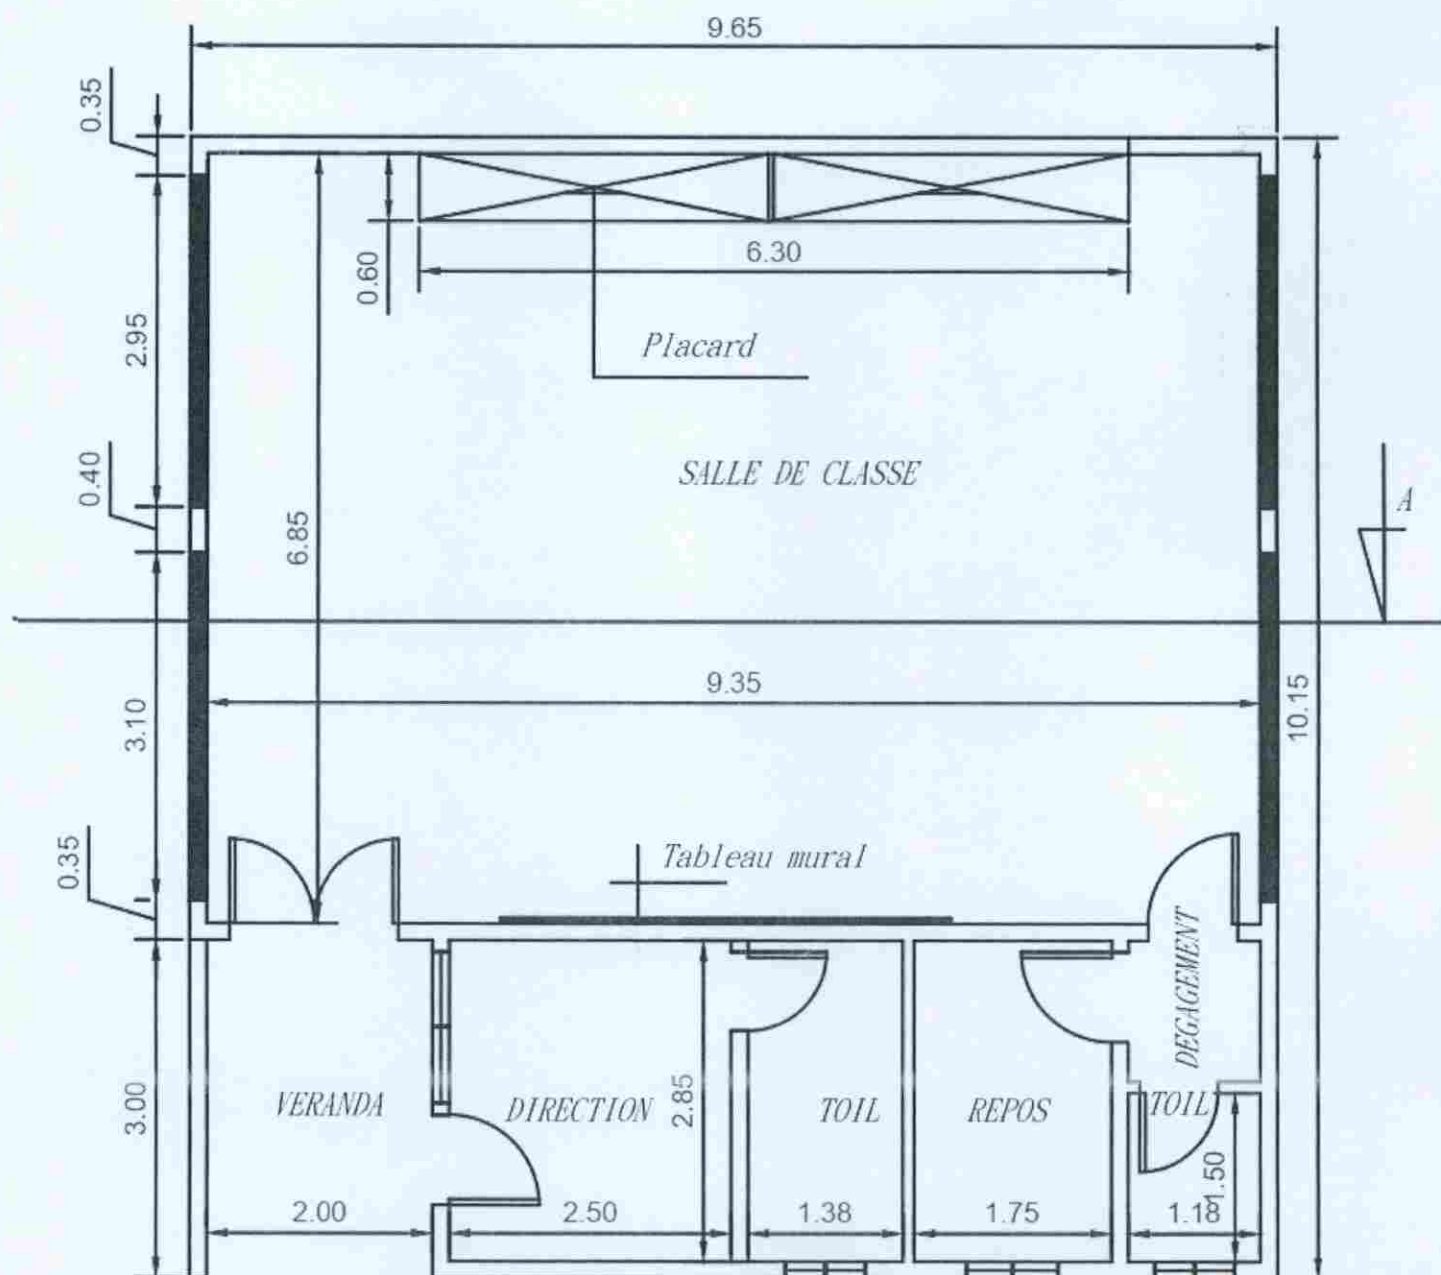 9.65
0.35
0.60
6.30
2.95
Placard
0.40
SALLE DE CLASSE
A
6.85
9.35
10.15
3.10
0.35
Tableau mural
DEGAGEMENT
3.00
VERANDA
DIRECTION
2.85
TOIL
REPOS
TOIL
1.50
2.00
2.50
1.38
1.75
1.18